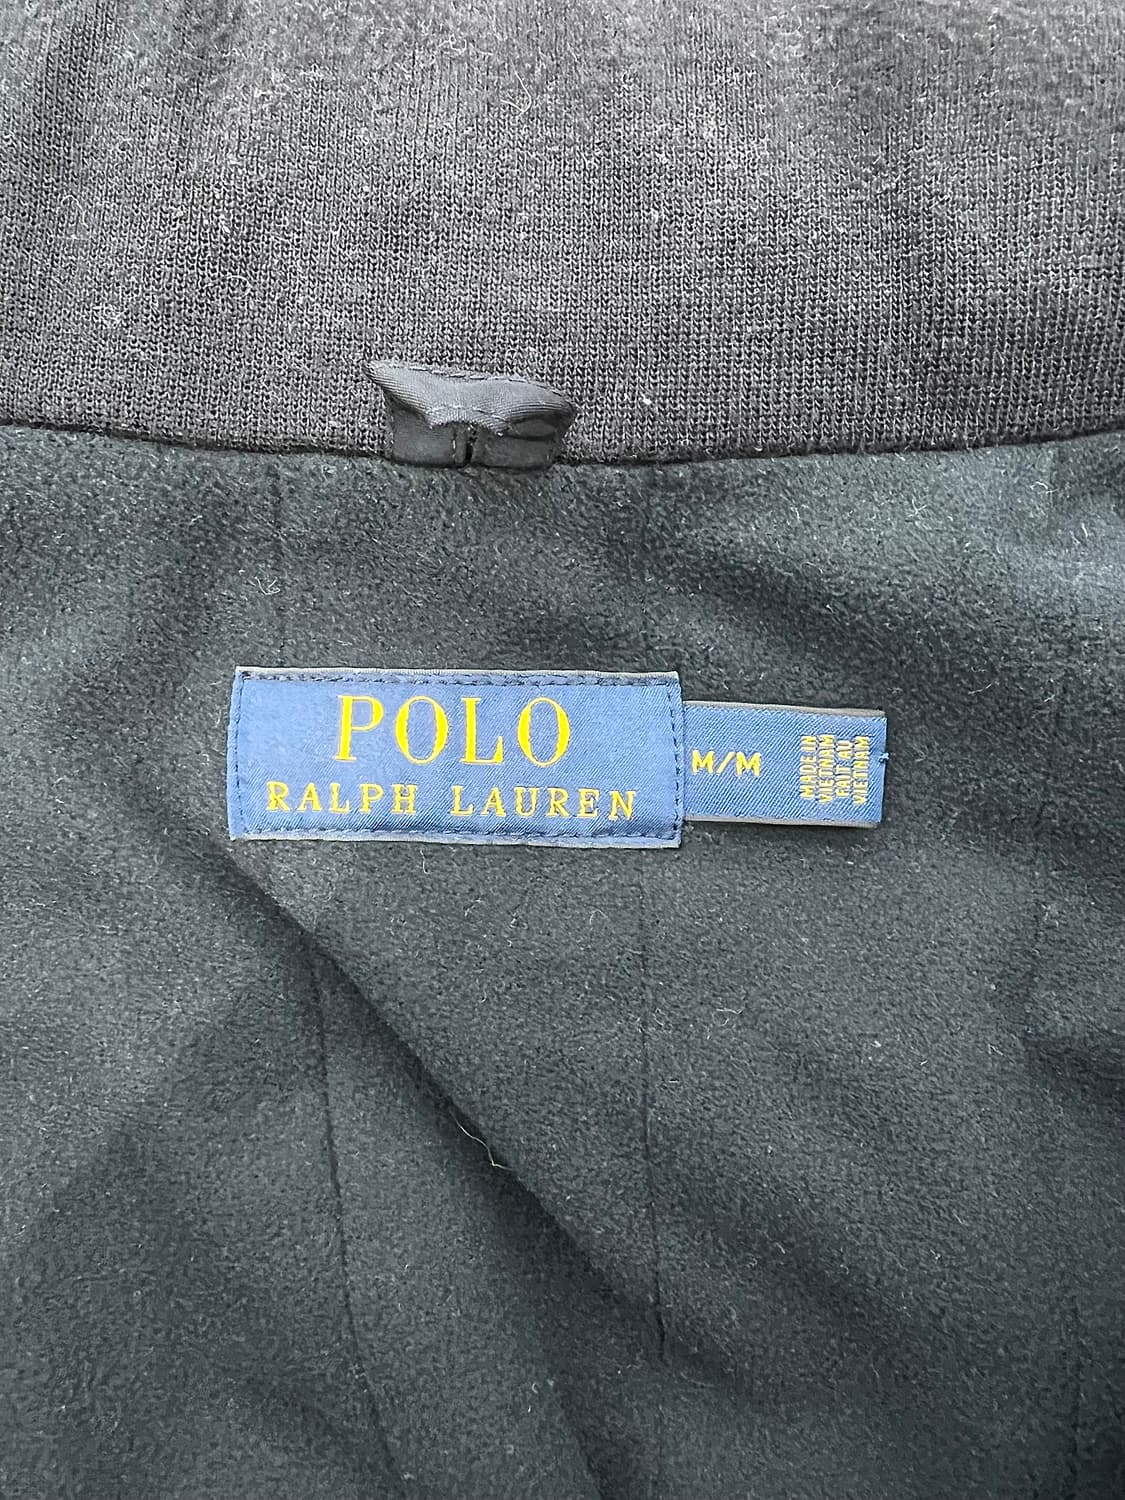 POLO
RALPH LAUREN
M/M
MADE IN
VIETNAM
FAIT AU
VIETNAM